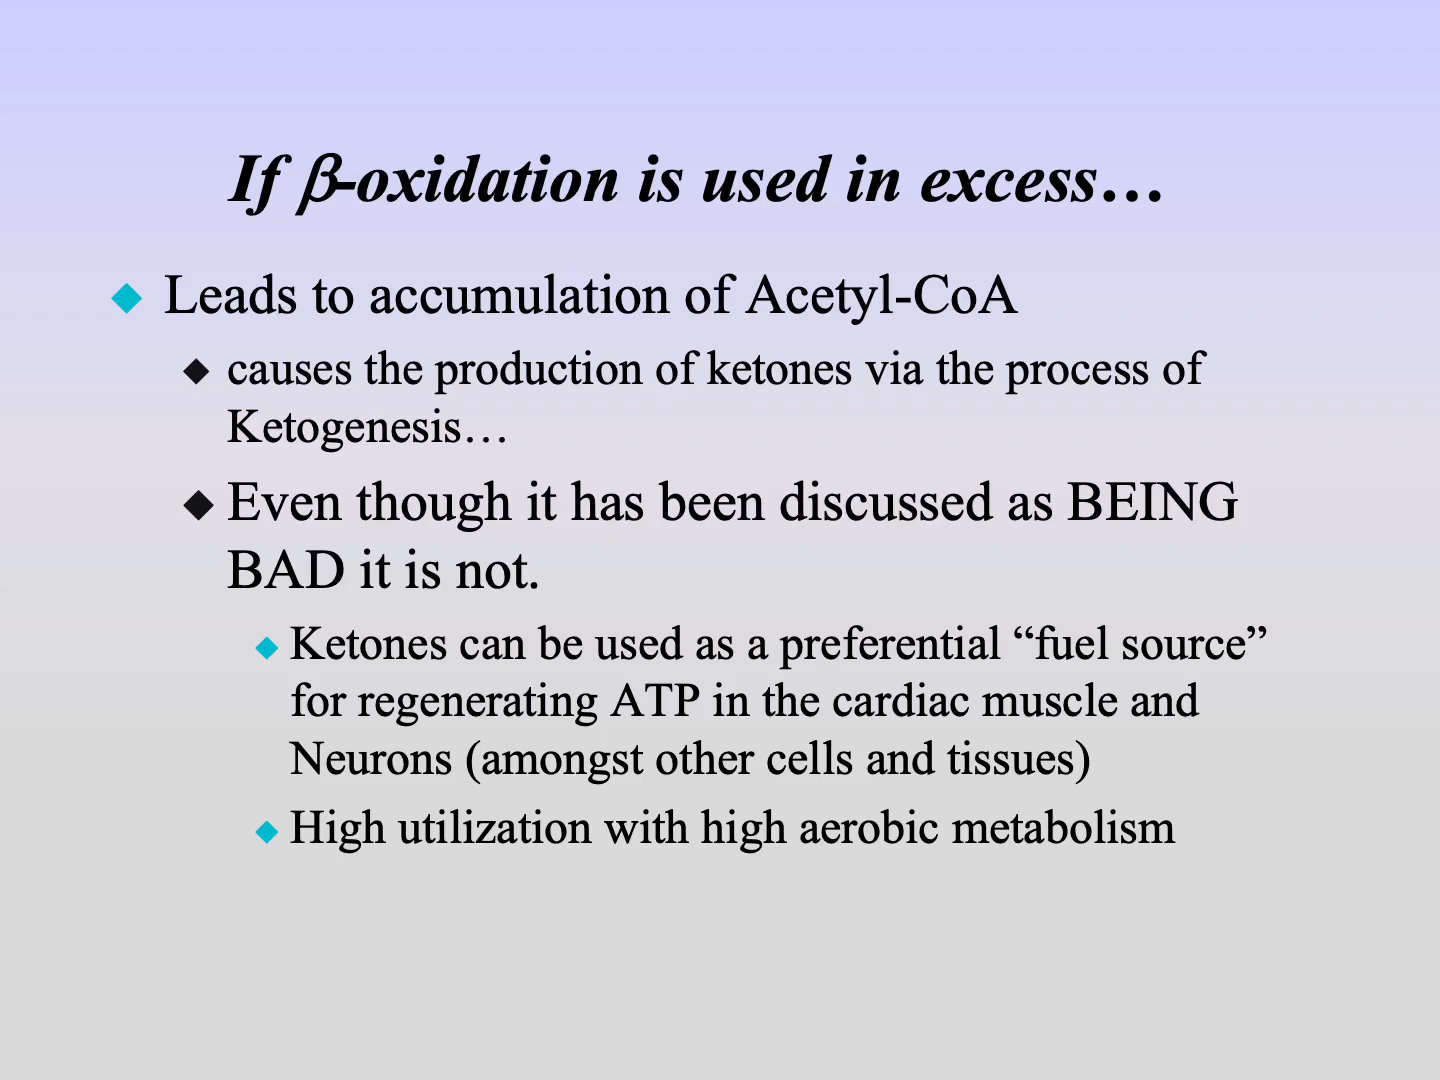 If β-oxidation is used in excess…
Leads to accumulation of Acetyl-CoA
causes the production of ketones via the process of
Ketogenesis…
Even though it has been discussed as BEING
BAD it is not.
Ketones can be used as a preferential “fuel source”
for regenerating ATP in the cardiac muscle and
Neurons (amongst other cells and tissues)
High utilization with high aerobic metabolism